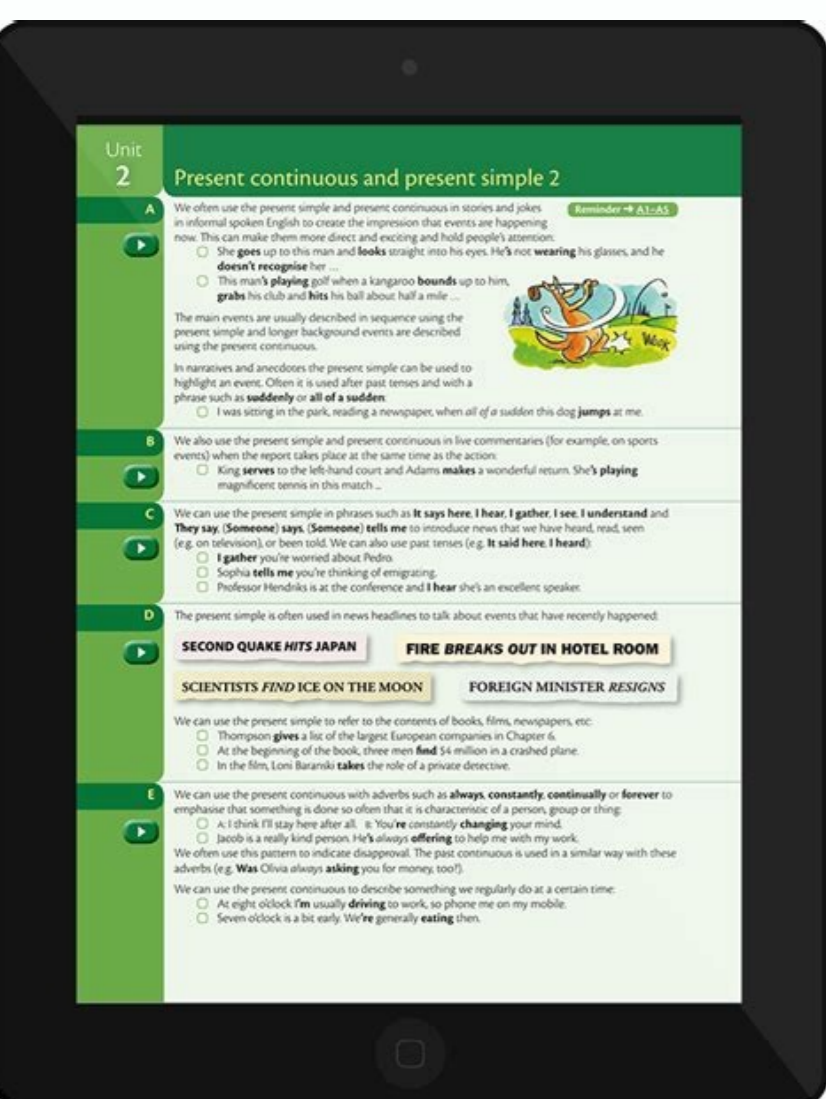 Unit
2
Present continuous and present simple 2
A
We often use the present simple and present continuous in stories and jokes
Reminder → A1–A5
in informal spoken English to create the impression that events are happening
now. This can make them more direct and exciting and hold people's attention:
She goes up to this man and looks straight into his eyes. He's not wearing his glasses, and he
doesn't recognise her ...
This man's playing golf when a kangaroo bounds up to him,
grabs his club and hits his ball about half a mile ...
WOOK
The main events are usually described in sequence using the
present simple and longer background events are described
using the present continuous.
In narratives and anecdotes the present simple can be used to
highlight an event. Often it is used after past tenses and with a
phrase such as suddenly or all of a sudden:
I was sitting in the park, reading a newspaper, when all of a sudden this dog jumps at me.
B
We also use the present simple and present continuous in live commentaries (for example, on sports
events) when the report takes place at the same time as the action:
King serves to the left-hand court and Adams makes a wonderful return. She's playing
magnificent tennis in this match ...
C
We can use the present simple in phrases such as It says here, I hear, I gather, I see, I understand and
They say, (Someone) says, (Someone) tells me to introduce news that we have heard, read, seen
(e.g. on television), or been told. We can also use past tenses (e.g. It said here, I heard):
I gather you're worried about Pedro.
Sophia tells me you're thinking of emigrating.
Professor Hendriks is at the conference and I hear she's an excellent speaker.
D
The present simple is often used in news headlines to talk about events that have recently happened:
SECOND QUAKE HITS JAPAN
FIRE BREAKS OUT IN HOTEL ROOM
SCIENTISTS FIND ICE ON THE MOON
FOREIGN MINISTER RESIGNS
We can use the present simple to refer to the contents of books, films, newspapers, etc:
Thompson gives a list of the largest European companies in Chapter 6.
At the beginning of the book, three men find $4 million in a crashed plane.
In the film, Loni Baranski takes the role of a private detective.
E
We can use the present continuous with adverbs such as always, constantly, continually or forever to
emphasise that something is done so often that it is characteristic of a person, group or thing:
A: I think I'll stay here after all. B: You're constantly changing your mind.
Jacob is a really kind person. He's always offering to help me with my work.
We often use this pattern to indicate disapproval. The past continuous is used in a similar way with these
adverbs (e.g. Was Olivia always asking you for money, too?).
We can use the present continuous to describe something we regularly do at a certain time:
At eight o'clock I'm usually driving to work, so phone me on my mobile.
Seven o'clock is a bit early. We're generally eating then.